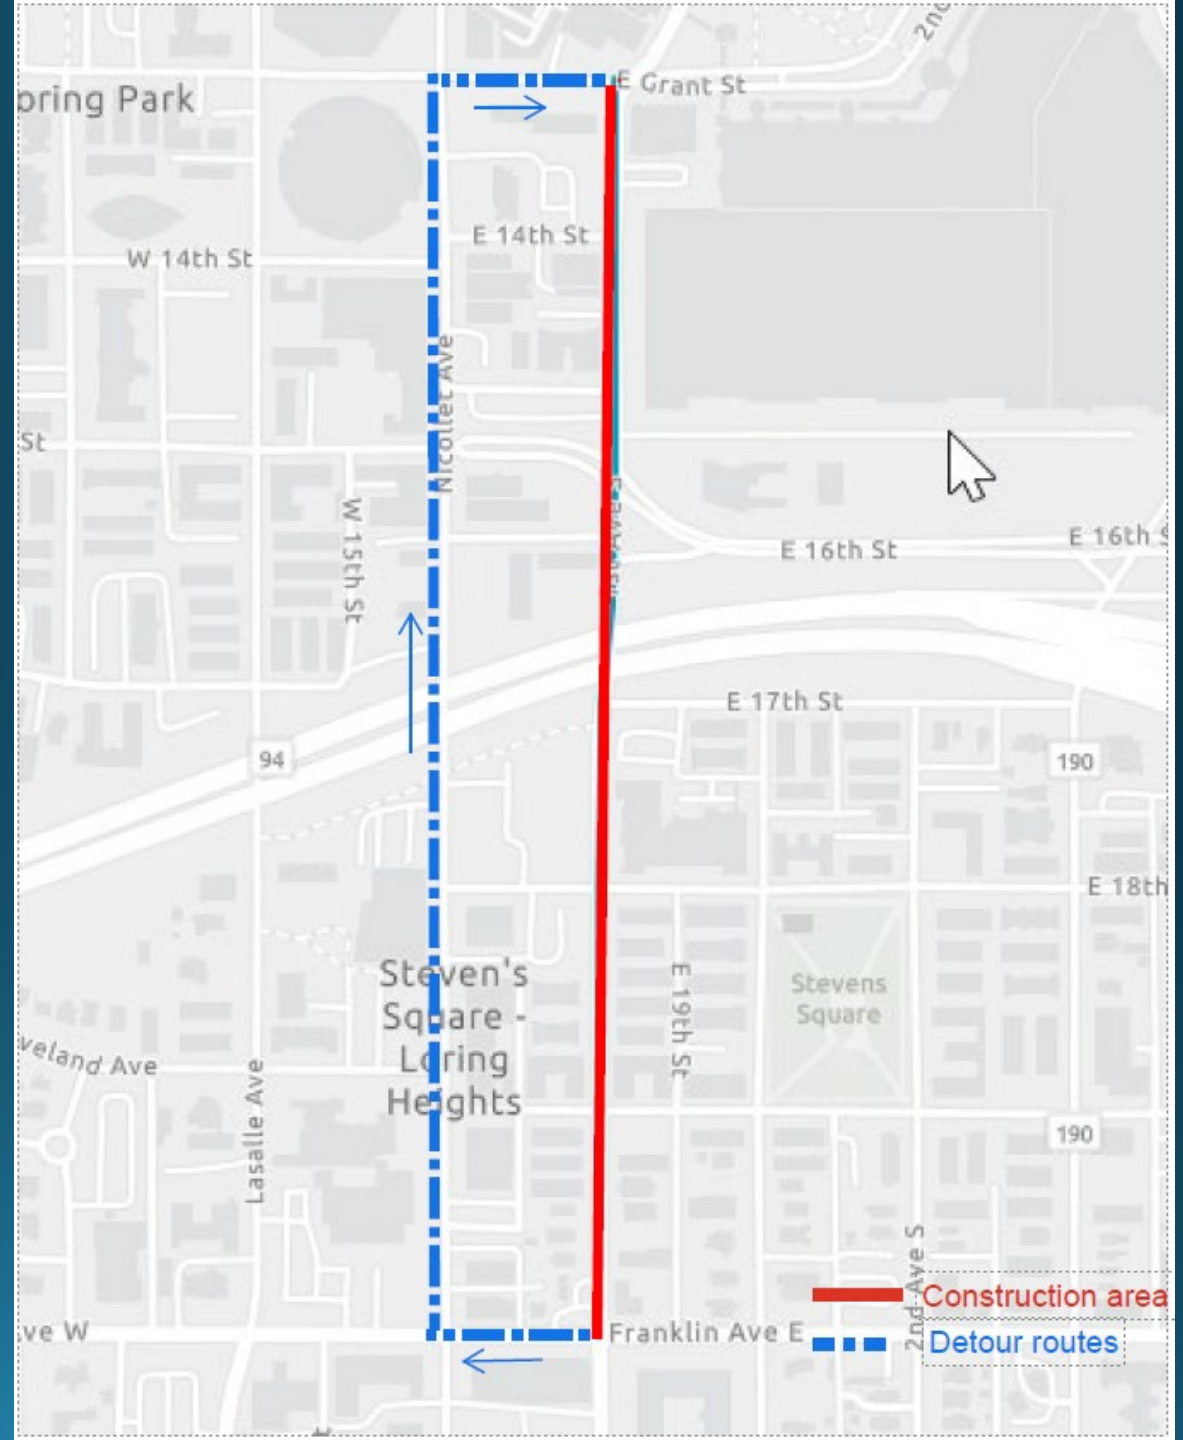 2nd
E Grant St
oring Park
E 14th St
W 14th St
Nicollet Ave
St
W 15th St
E 16th St
E 16th S
E 17th St
94
190
E 18th
Steven's
Square -
Loring
Heights
E 19th St
Stevens
Square
veland Ave
Lasalle Ave
190
2nd Ave S
Construction area
ve W
Franklin Ave E
Detour routes